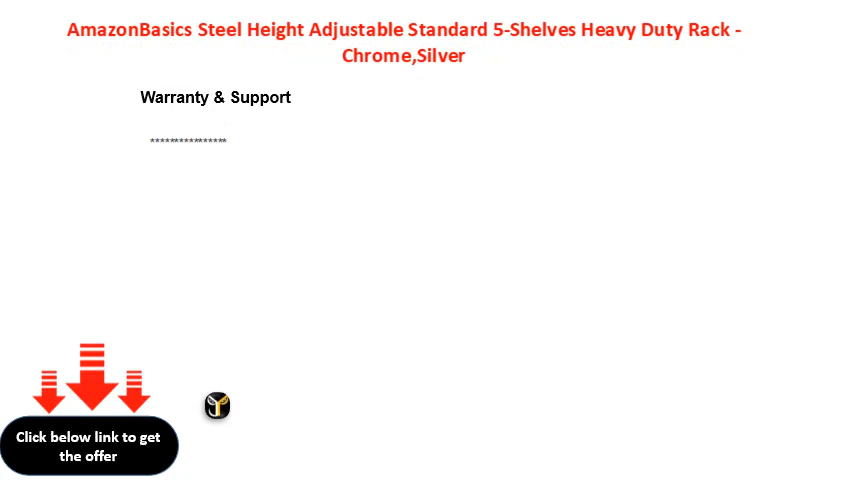 AmazonBasics Steel Height Adjustable Standard 5-Shelves Heavy Duty Rack -
Chrome,Silver
Warranty & Support
****************
Click below link to get
the offer